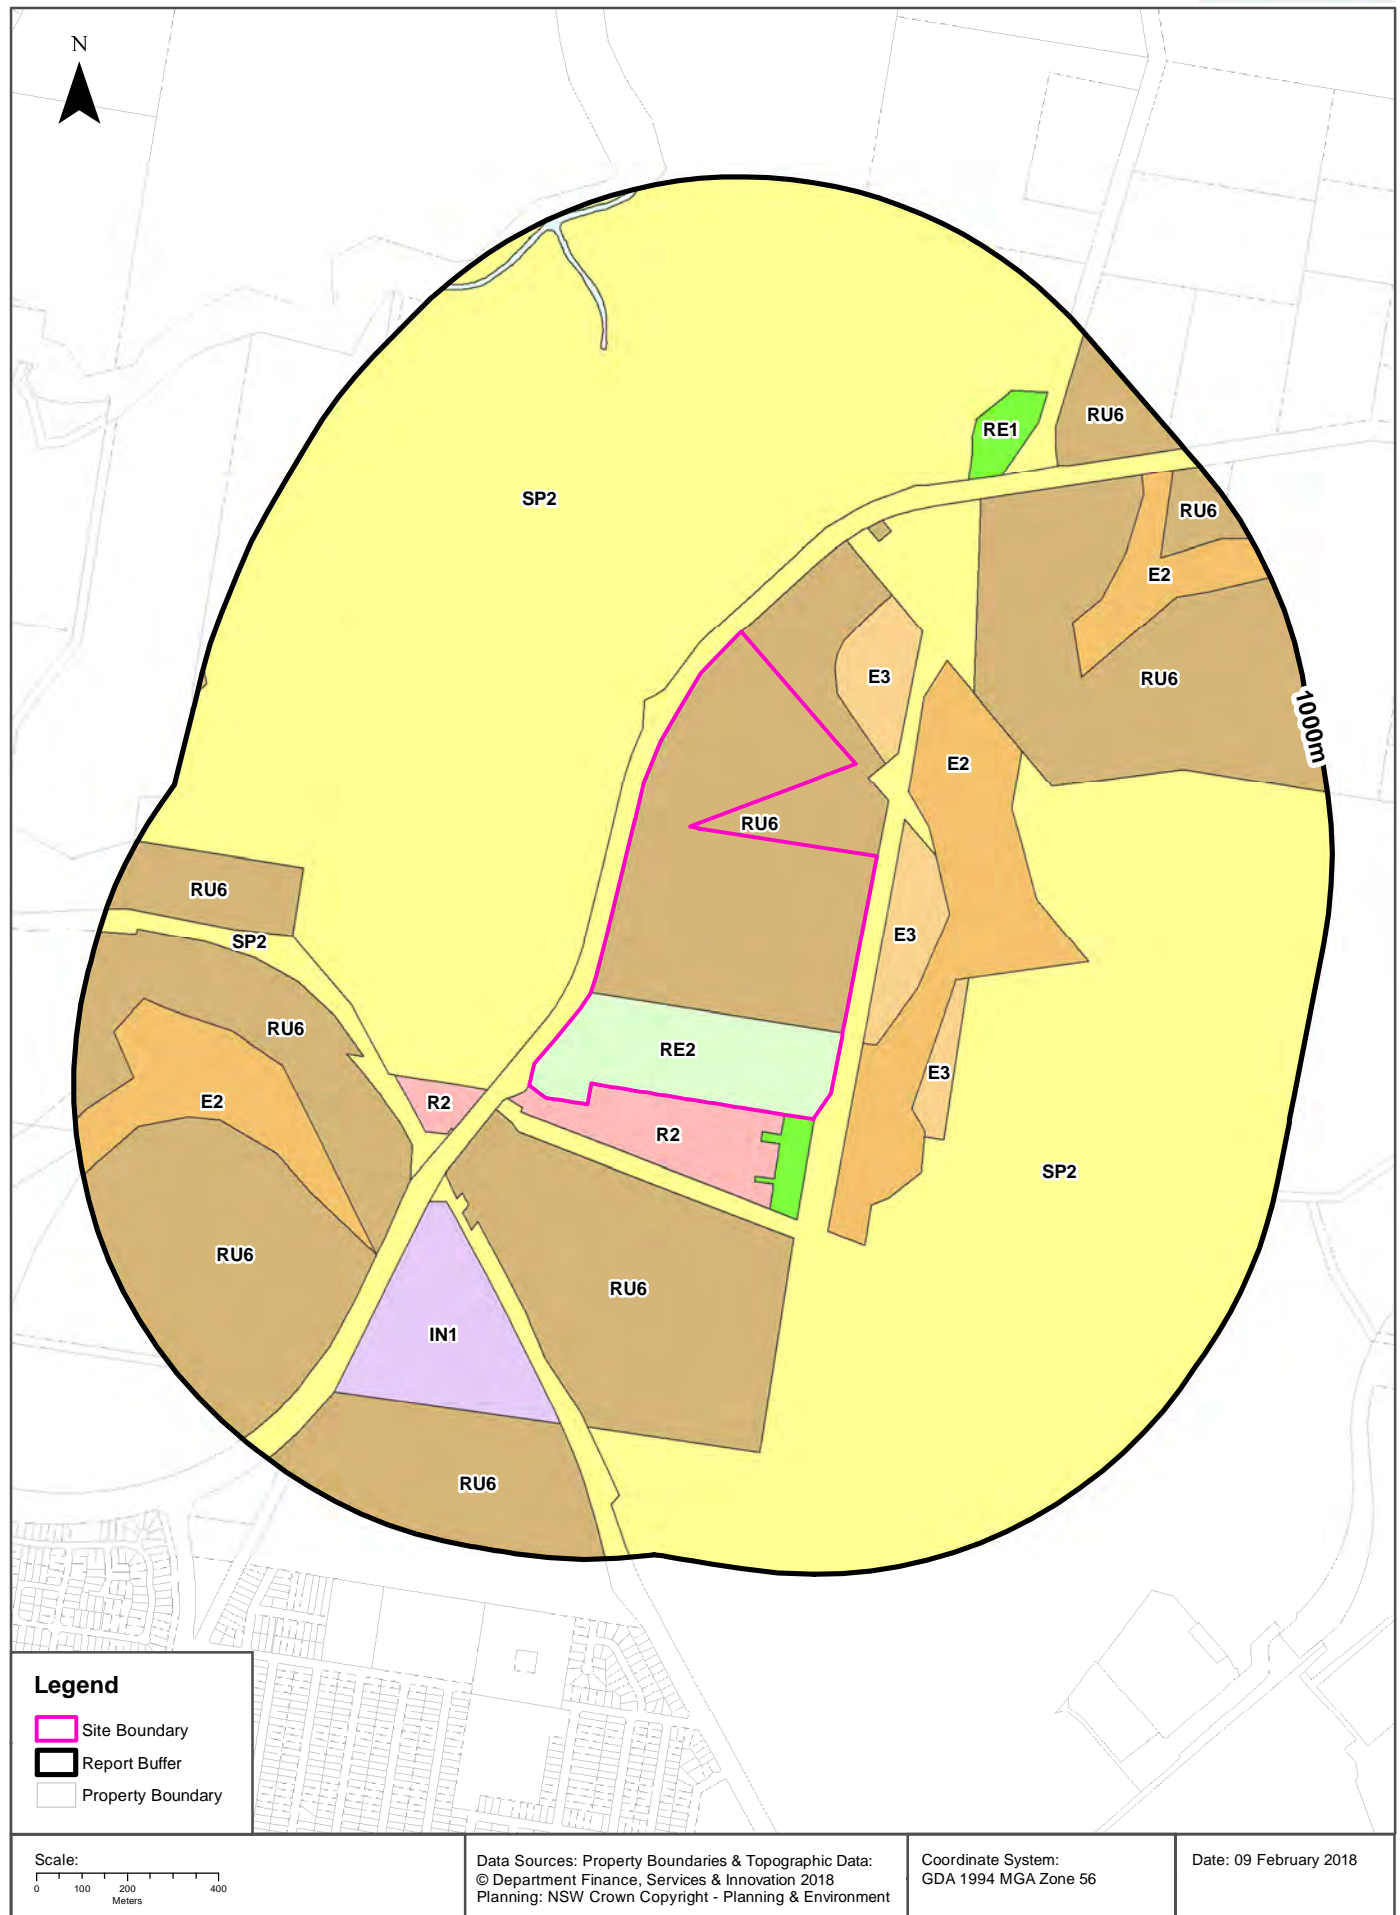 N
RE1
RU6
SP2
RU6
E2
E3
RU6
1000m
E2
RU6
RU6
E3
SP2
RU6
RE2
E3
E2
R2
R2
SP2
RU6
RU6
IN1
RU6
Legend
Site Boundary
Report Buffer
Property Boundary
Scale:
0 100 200 400
Meters
Data Sources: Property Boundaries & Topographic Data:
© Department Finance, Services & Innovation 2018
Planning: NSW Crown Copyright - Planning & Environment
Coordinate System:
GDA 1994 MGA Zone 56
Date: 09 February 2018